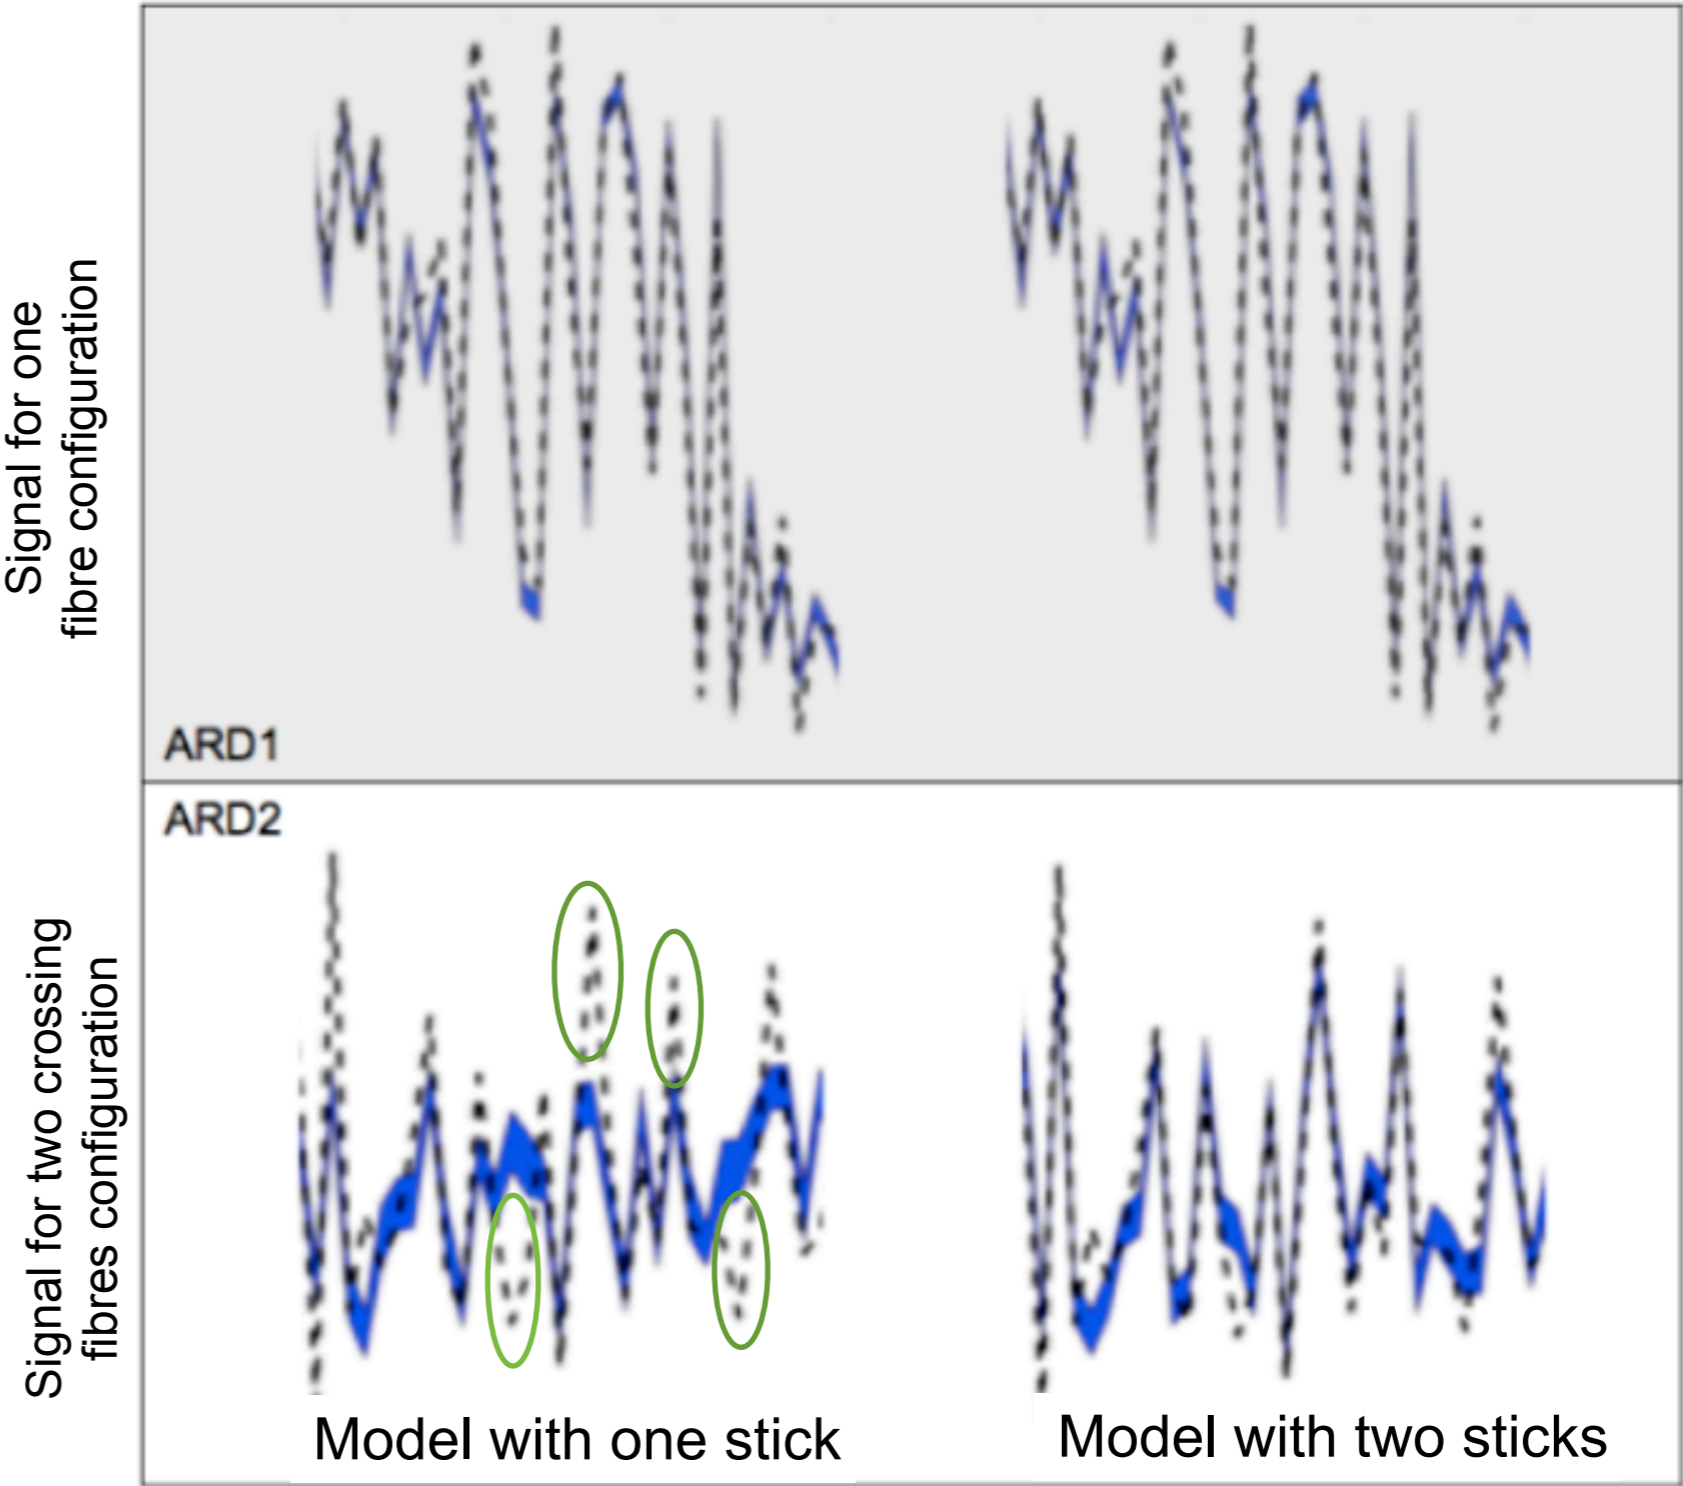 Signal for one
fibre configuration
ARD1
ARD2
Signal for two crossing
fibres configuration
Model with one stick
Model with two sticks